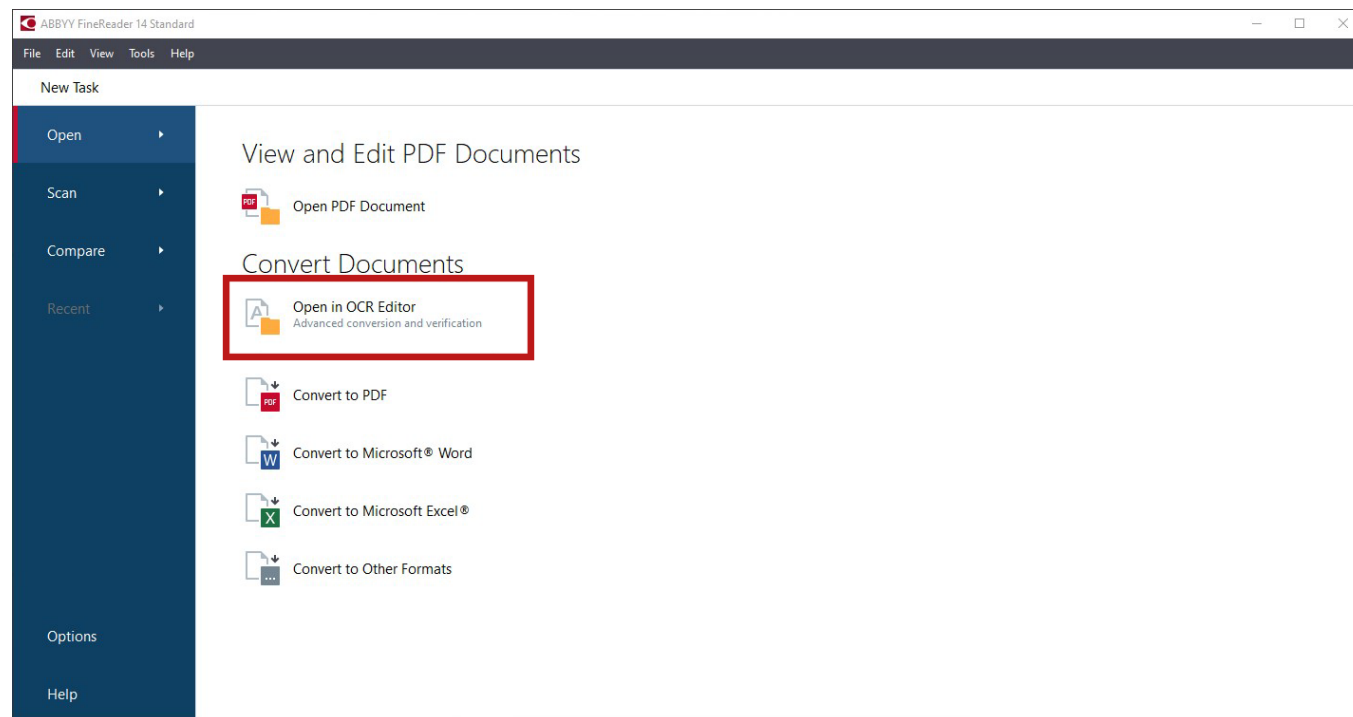 ABBYY FineReader 14 Standard
File Edit View Tools Help
New Task
Open
Scan
Compare
Recent
Options
Help
View and Edit PDF Documents
PDF
Open PDF Document
Convert Documents
A
Open in OCR Editor
Advanced conversion and verification
PDF
Convert to PDF
W
Convert to Microsoft® Word
X
Convert to Microsoft Excel®
...
Convert to Other Formats